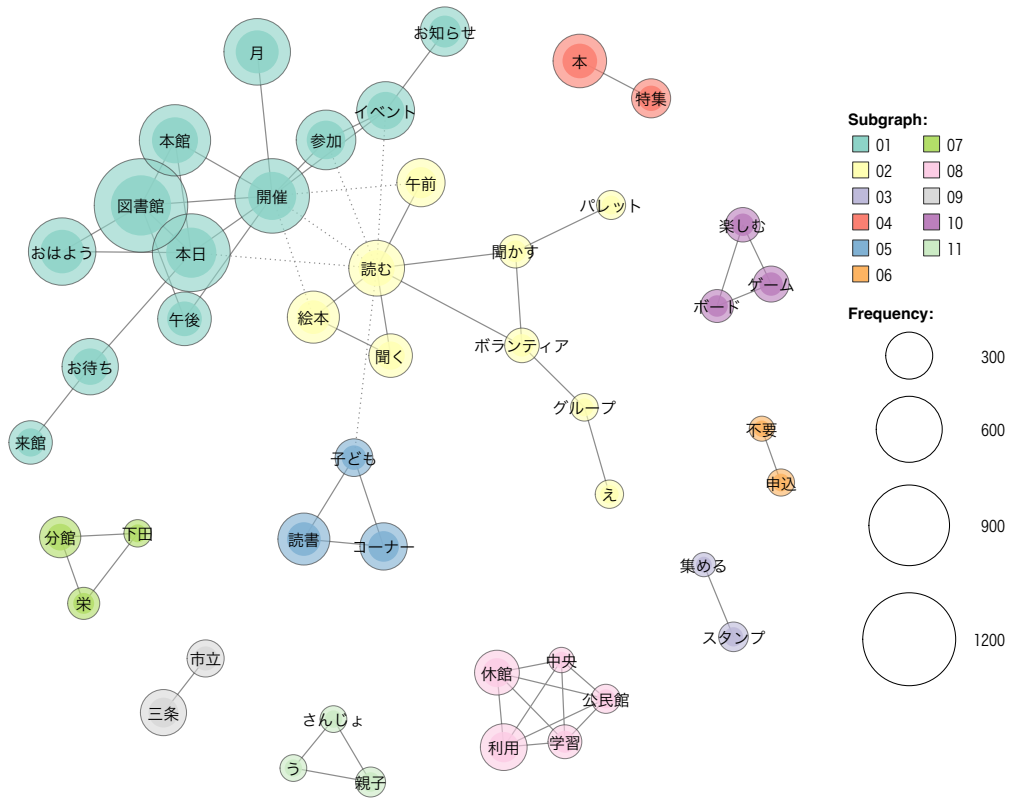 お知らせ
月
本
特集
イベント
本館
参加
開催
午前
図書館
パレット
楽しむ
おはよう
本日
読む
聞かす
ゲーム
ボード
午後
絵本
ボランティア
聞く
お待ち
グループ
来館
不要
子ども
申込
え
分館
下田
読書
コーナー
集める
栄
スタンプ
市立
中央
休館
公民館
三条
さんじょ
利用
学習
う
親子
Subgraph:
01
07
02
08
03
09
04
10
05
11
06
Frequency:
300
600
900
1200